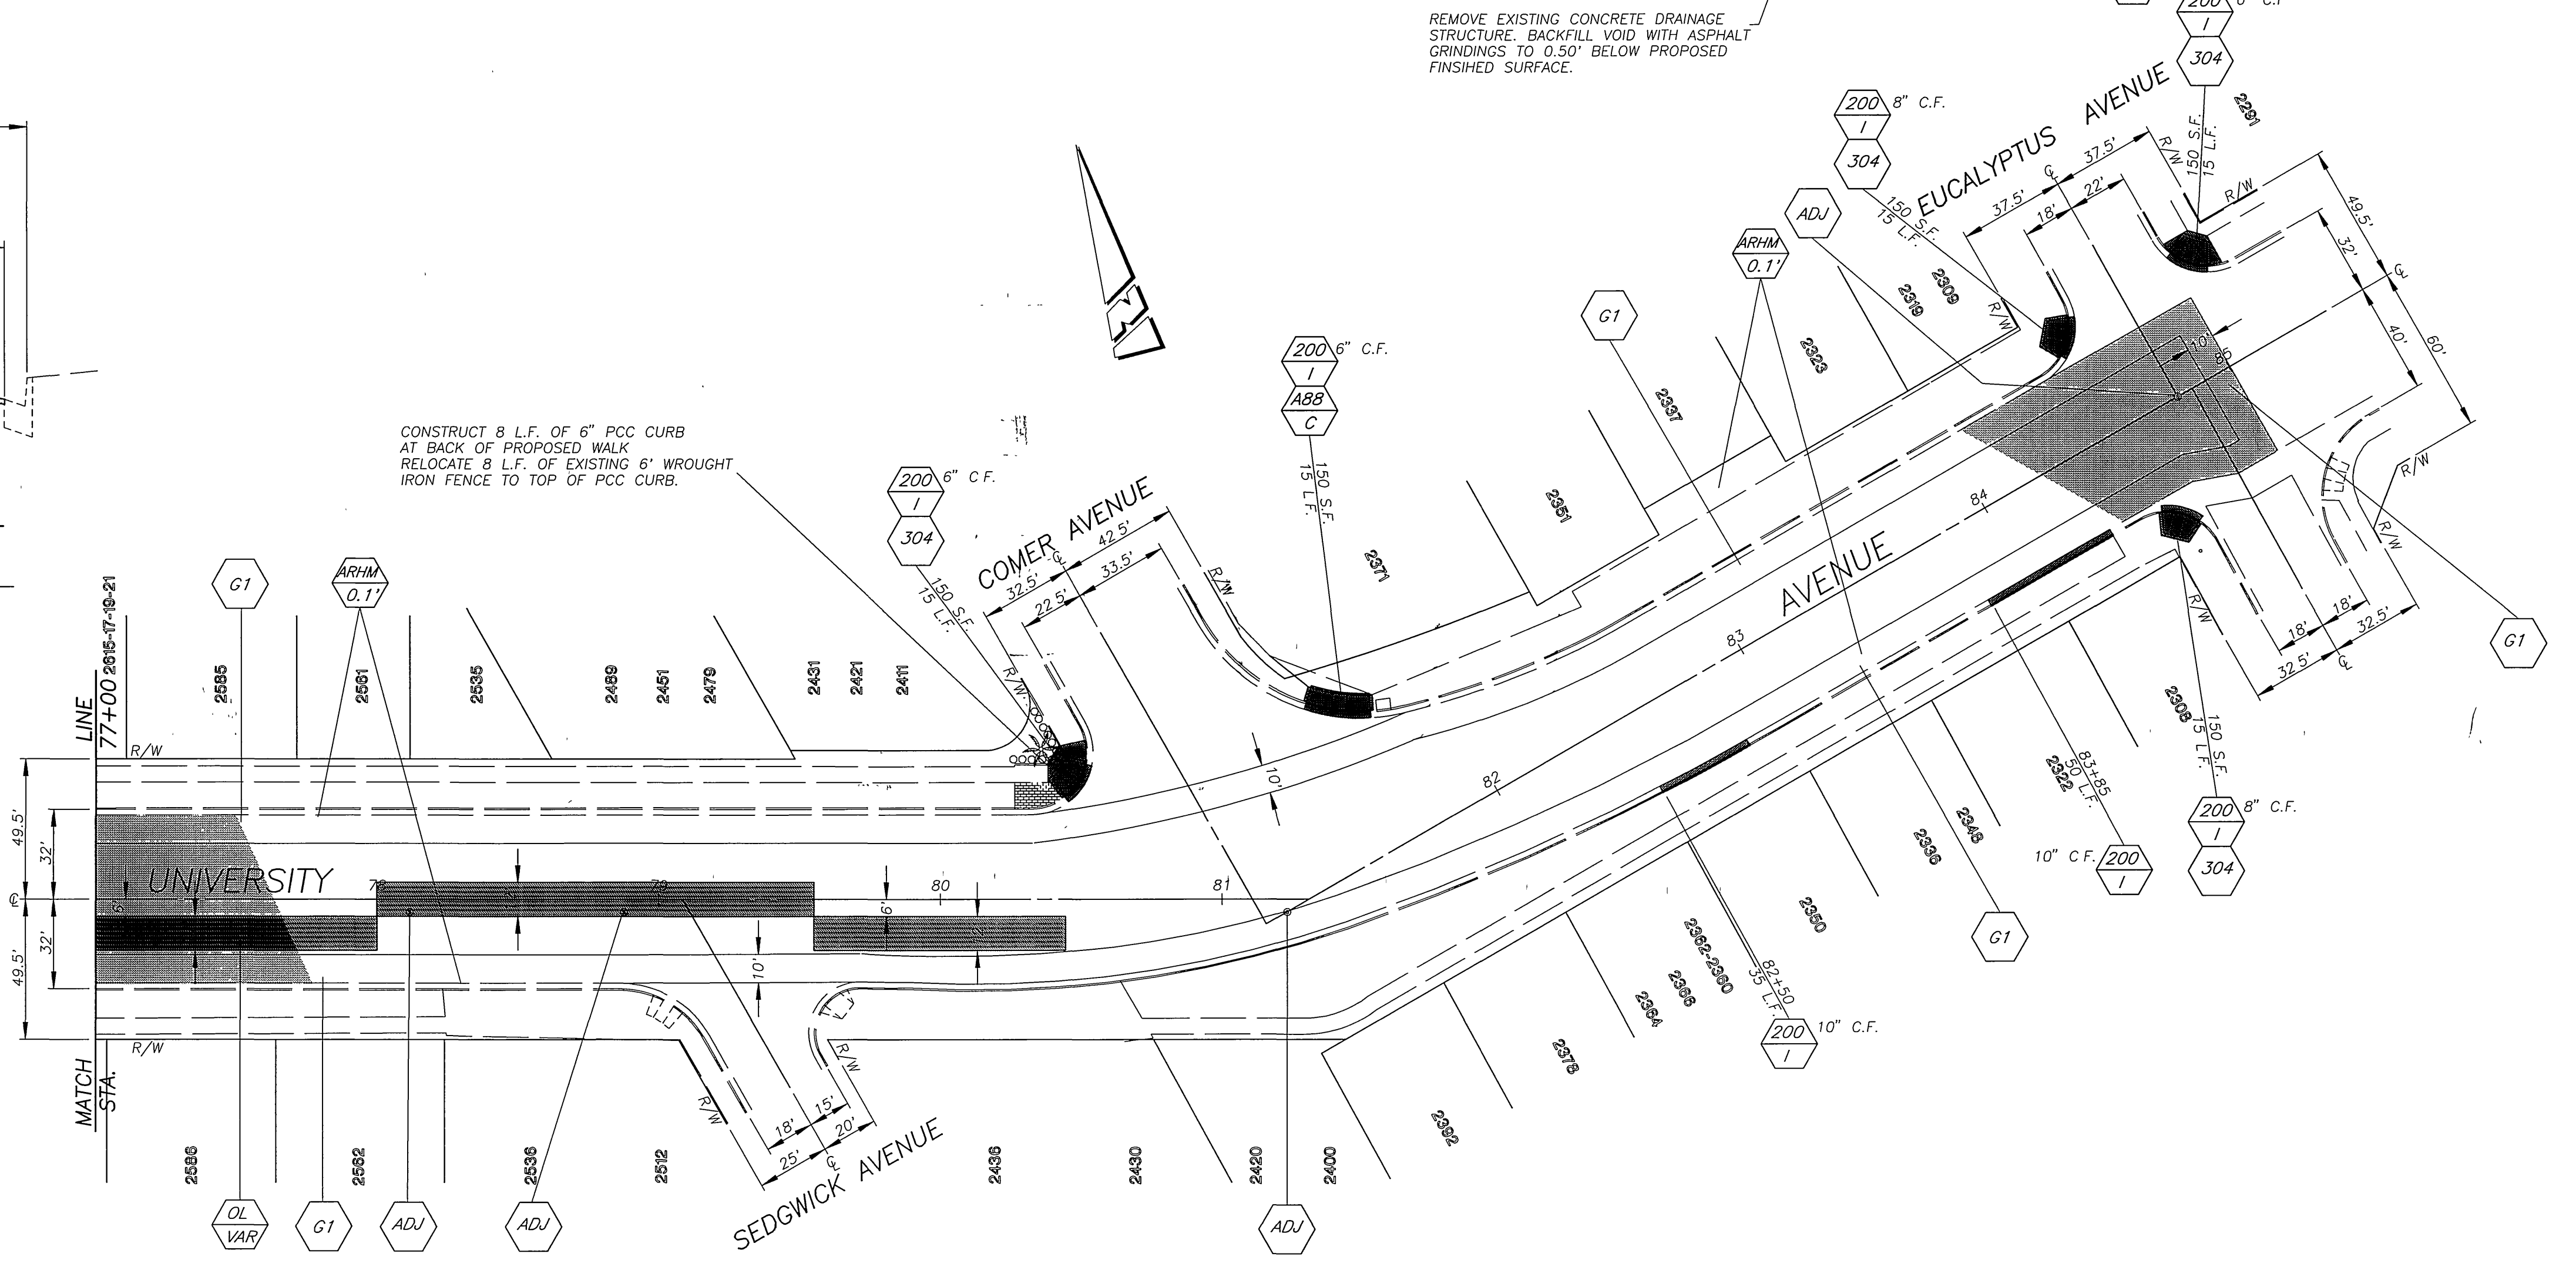 REMOVE EXISTING CONCRETE DRAINAGE
STRUCTURE. BACKFILL VOID WITH ASPHALT
GRINDINGS TO 0.50' BELOW PROPOSED
FINSIHED SURFACE.
200
I
304
150 S.F.
15 L.F.
2291
200
8" C.F.
I
304
150 S.F.
15 L.F.
EUCALYPTUS AVENUE
37.5'
37.5'
℄
22'
18'
R/W
R/W
49.5'
32'
℄
40'
60'
ADJ
ARHM
0.1'
2309
2319
R/W
G1
2323
10'
85
200
6" C.F.
I
A88
C
150 S.F.
15 L.F.
2337
2351
2371
84
R/W
R/W
CONSTRUCT 8 L.F. OF 6" PCC CURB
AT BACK OF PROPOSED WALK
RELOCATE 8 L.F. OF EXISTING 6' WROUGHT
IRON FENCE TO TOP OF PCC CURB.
200
6" C F.
I
304
150 S.F.
15 L.F.
COMER AVENUE
42 5'
32.5'
℄
33.5'
22 5'
R/W
R/W.
G1
ARHM
0.1'
2615-17-19-21
2585
2561
2535
2489
2451
2479
2431
2421
2411
LINE
77+00
R/W
AVENUE
83
82
R/W
18'
18'
32.5'
32 5'
℄
G1
2308
150 S.F.
15 L.F.
83+85
50 L.F.
2322
200
8" C.F.
I
304
10" C F.
200
I
2348
2336
G1
2350
2362-2360
82+50
35 L.F.
2366
2364
200
10" C.F.
I
2378
2392
10'
49.5'
32'
℄
32'
49.5'
UNIVERSITY
6'
78
79
12'
80
6'
12'
81
10'
R/W
MATCH
STA.
R/W
R/W
18'
15'
25'
20'
℄
SEDGWICK AVENUE
2586
2562
2536
2512
2436
2430
2420
2400
OL
VAR
G1
ADJ
ADJ
ADJ